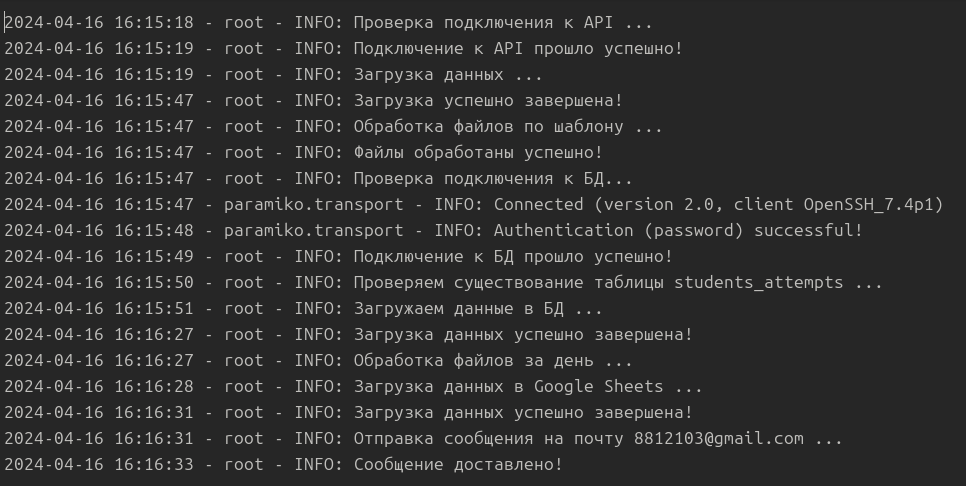 2024-04-16 16:15:18 - root - INFO: Проверка подключения к API ...
2024-04-16 16:15:19 - root - INFO: Подключение к API прошло успешно!
2024-04-16 16:15:19 - root - INFO: Загрузка данных ...
2024-04-16 16:15:47 - root - INFO: Загрузка успешно завершена!
2024-04-16 16:15:47 - root - INFO: Обработка файлов по шаблону ...
2024-04-16 16:15:47 - root - INFO: Файлы обработаны успешно!
2024-04-16 16:15:47 - root - INFO: Проверка подключения к БД...
2024-04-16 16:15:47 - paramiko.transport - INFO: Connected (version 2.0, client OpenSSH_7.4p1)
2024-04-16 16:15:48 - paramiko.transport - INFO: Authentication (password) successful!
2024-04-16 16:15:49 - root - INFO: Подключение к БД прошло успешно!
2024-04-16 16:15:50 - root - INFO: Проверяем существование таблицы students_attempts ...
2024-04-16 16:15:51 - root - INFO: Загружаем данные в БД ...
2024-04-16 16:16:27 - root - INFO: Загрузка данных успешно завершена!
2024-04-16 16:16:27 - root - INFO: Обработка файлов за день ...
2024-04-16 16:16:28 - root - INFO: Загрузка данных в Google Sheets ...
2024-04-16 16:16:31 - root - INFO: Загрузка данных успешно завершена!
2024-04-16 16:16:31 - root - INFO: Отправка сообщения на почту 8812103@gmail.com ...
2024-04-16 16:16:33 - root - INFO: Сообщение доставлено!